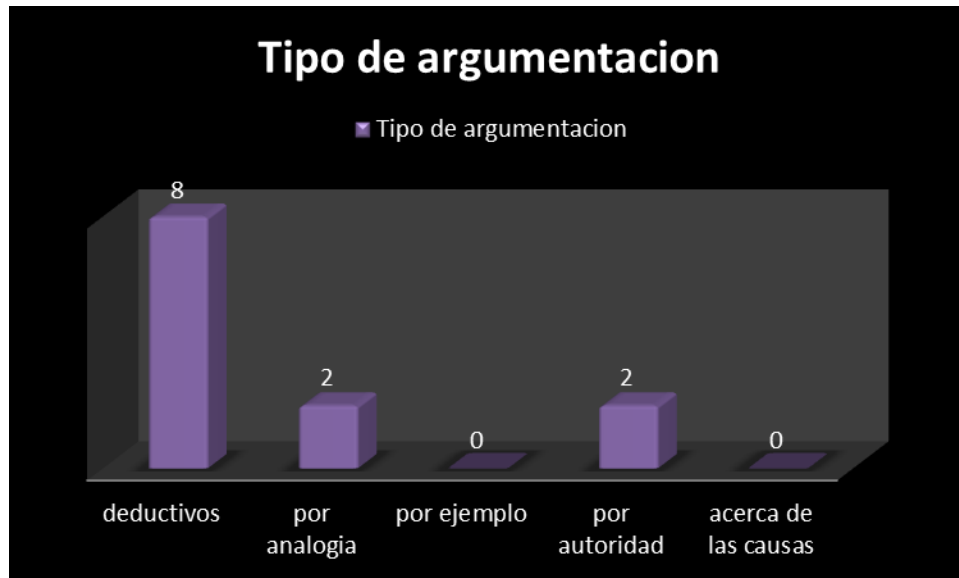 Tipo de argumentacion
Tipo de argumentacion
8
2
0
2
0
deductivos
por
analogia
por ejemplo
por
autoridad
acerca de
las causas